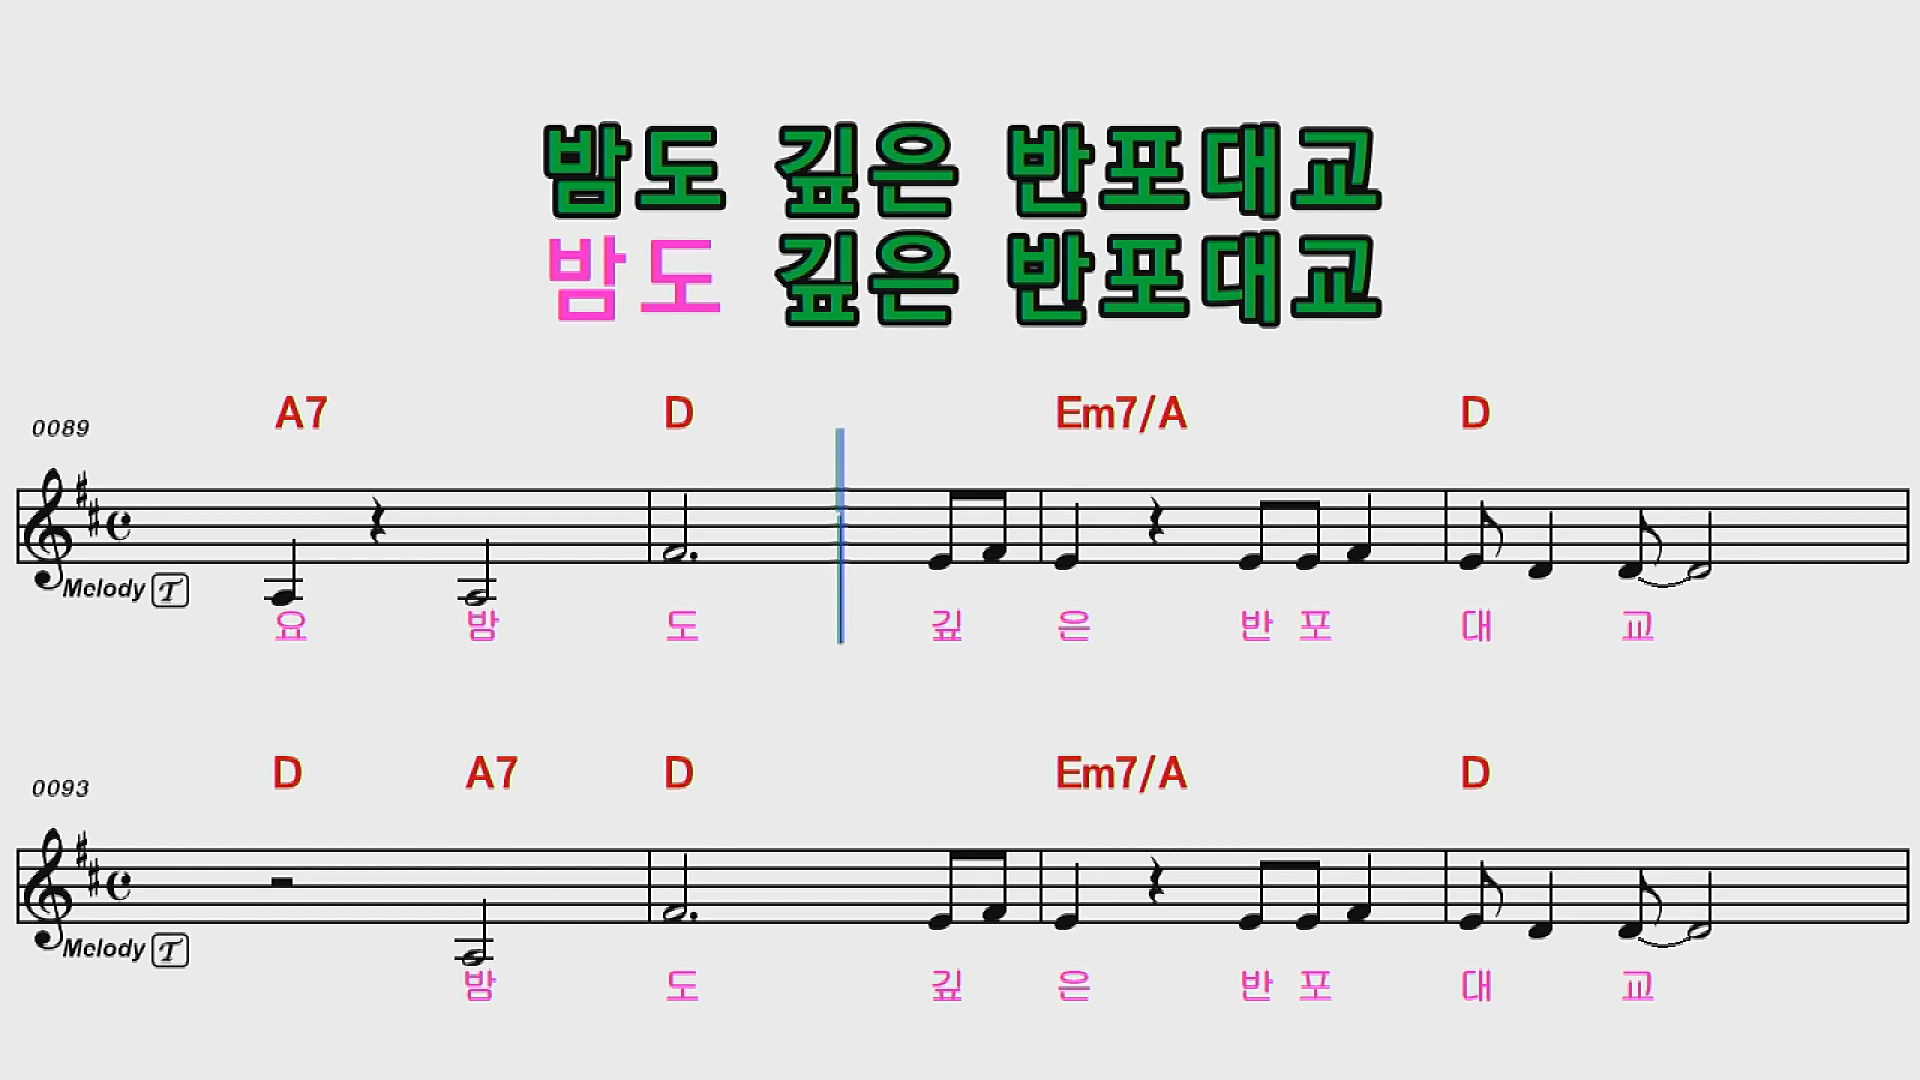 밤도 깊은 반포대교
밤도 깊은 반포대교
A7 D Em7/A D
0089
Melody T
요 밤 도 깊 은 반 포 대 교
D A7 D Em7/A D
0093
Melody T
밤 도 깊 은 반 포 대 교